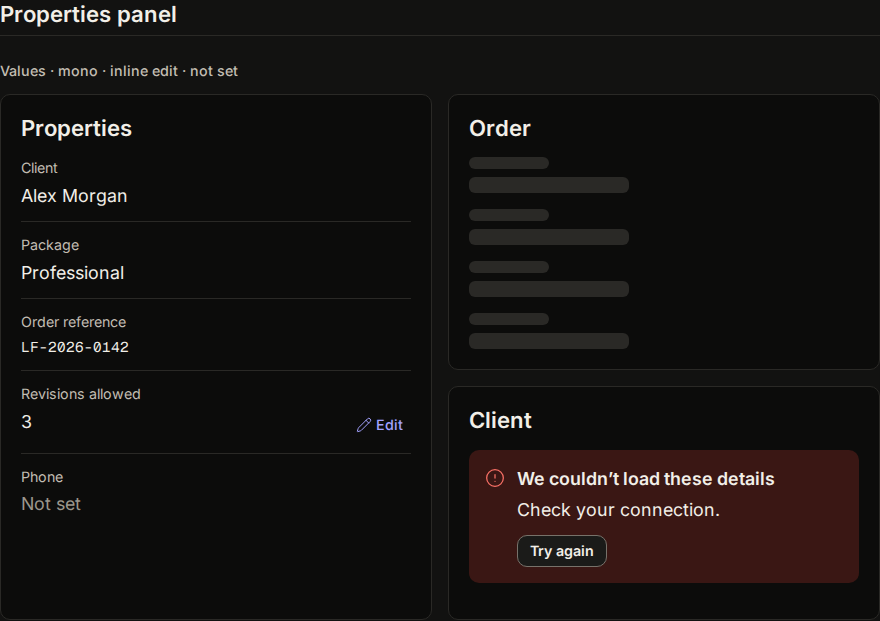 Properties panel
Values · mono · inline edit · not set
Properties
Client
Alex Morgan
Package
Professional
Order reference
LF-2026-0142
Revisions allowed
3
Edit
Phone
Not set
Order
Client
We couldn’t load these details
Check your connection.
Try again